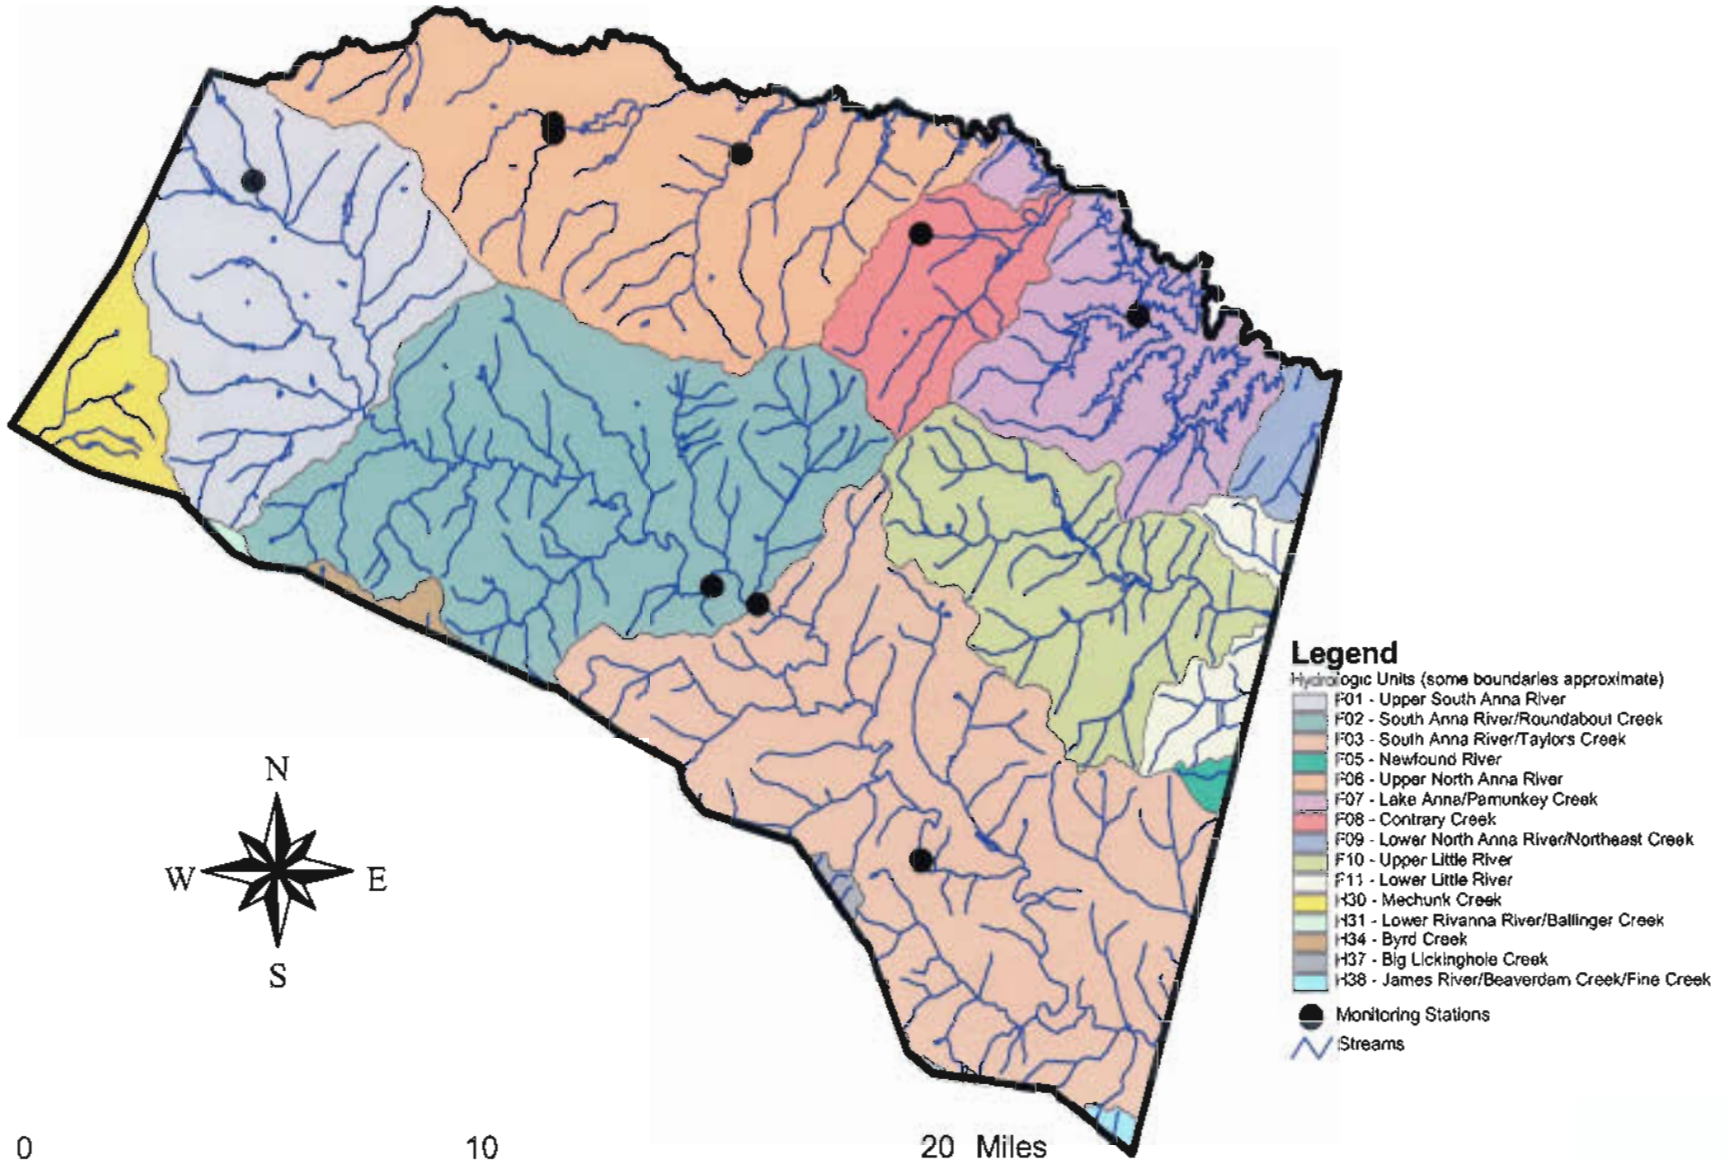 N
W E
S
0 10 20 Miles
Legend
Hydrologic Units (some boundaries approximate)
F01 - Upper South Anna River
F02 - South Anna River/Roundabout Creek
F03 - South Anna River/Taylors Creek
F05 - Newfound River
F06 - Upper North Anna River
F07 - Lake Anna/Pamunkey Creek
F08 - Contrary Creek
F09 - Lower North Anna River/Northeast Creek
F10 - Upper Little River
F11 - Lower Little River
H30 - Mechunk Creek
H31 - Lower Rivanna River/Ballinger Creek
H34 - Byrd Creek
H37 - Big Lickinghole Creek
H38 - James River/Beaverdam Creek/Fine Creek
Monitoring Stations
Streams